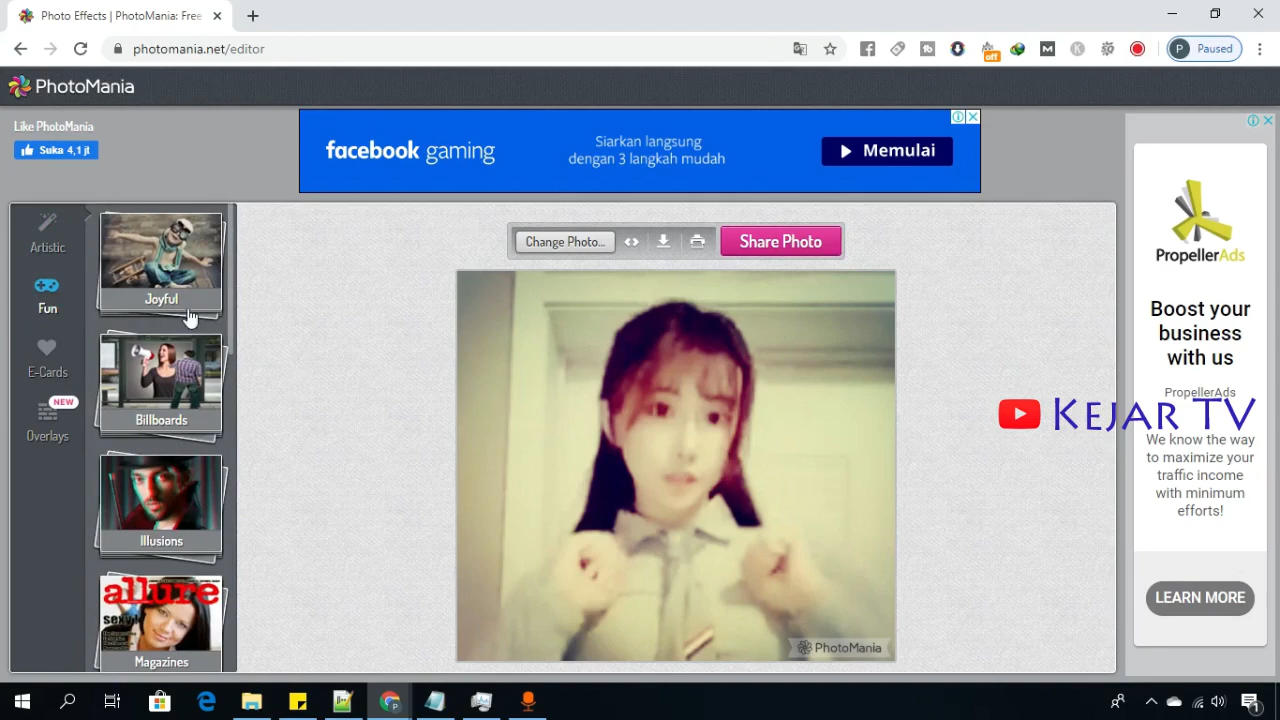 Photo Effects | PhotoMania: Free
photomania.net/editor
off
M
K
P
Paused
PhotoMania
Like PhotoMania
Suka 4,1 jt
facebook gaming
Siarkan langsung
dengan 3 langkah mudah
Memulai
Artistic
Fun
E-Cards
NEW
Overlays
Joyful
Billboards
Illusions
allure
Magazines
Change Photo...
Share Photo
PhotoMania
PropellerAds
Boost your
business
with us
PropellerAds
We know the way
to maximize your
traffic income
with minimum
efforts!
LEARN MORE
KEJAR TV
1